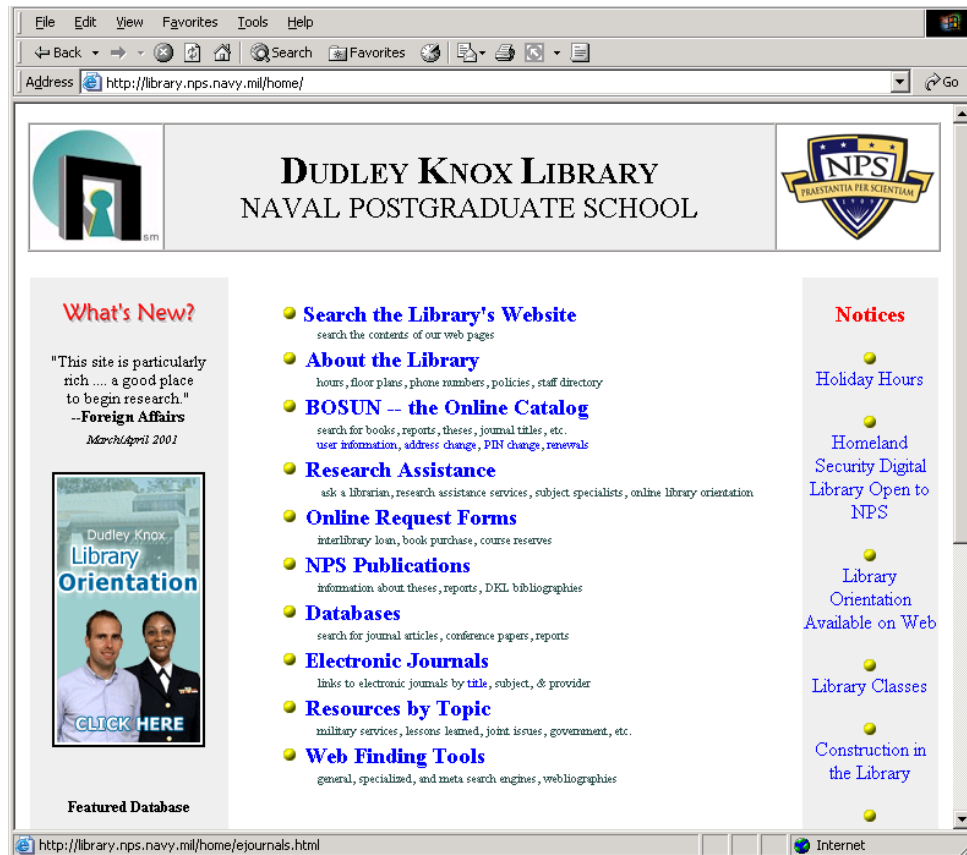 File Edit View Favorites Tools Help
Back Search Favorites
Address http://library.nps.navy.mil/home/ Go
DUDLEY KNOX LIBRARY
NAVAL POSTGRADUATE SCHOOL
sm
NPS
PRAESTANTIA PER SCIENTIAM
1909
What's New?
"This site is particularly
rich .... a good place
to begin research."
--Foreign Affairs
March/April 2001
Dudley Knox
Library
Orientation
CLICK HERE
Featured Database
Search the Library's Website
search the contents of our web pages
About the Library
hours, floor plans, phone numbers, policies, staff directory
BOSUN -- the Online Catalog
search for books, reports, theses, journal titles, etc.
user information, address change, PIN change, renewals
Research Assistance
ask a librarian, research assistance services, subject specialists, online library orientation
Online Request Forms
interlibrary loan, book purchase, course reserves
NPS Publications
information about theses, reports, DKL bibliographies
Databases
search for journal articles, conference papers, reports
Electronic Journals
links to electronic journals by title, subject, & provider
Resources by Topic
military services, lessons learned, joint issues, government, etc.
Web Finding Tools
general, specialized, and meta search engines, webliographies
Notices
Holiday Hours
Homeland
Security Digital
Library Open to
NPS
Library
Orientation
Available on Web
Library Classes
Construction in
the Library
http://library.nps.navy.mil/home/ejournals.html Internet